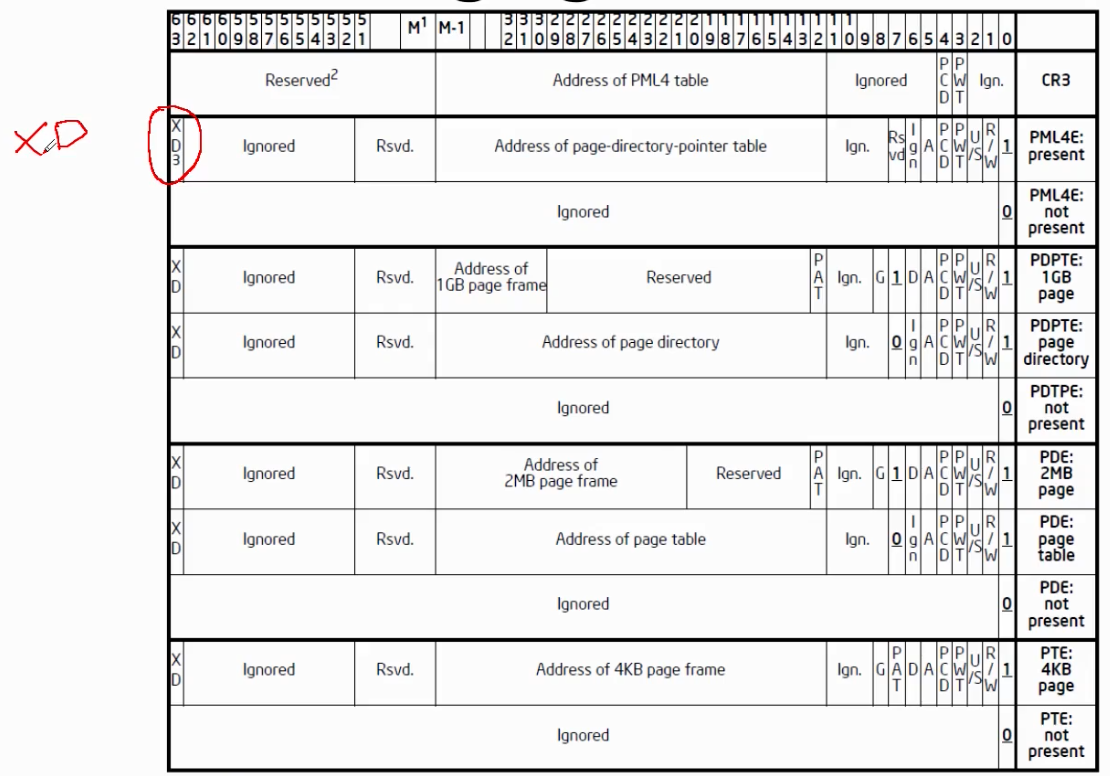 6 6 6 6 5 5 5 5 5 5 5 5 5 M¹ M-1 3 3 3 2 2 2 2 2 2 2 2 2 2 1 1 1 1 1 1 1 1 1 1
3 2 1 0 9 8 7 6 5 4 3 2 1 2 1 0 9 8 7 6 5 4 3 2 1 0 9 8 7 6 5 4 3 2 1 0 9 8 7 6 5 4 3 2 1 0
Reserved² Address of PML4 table Ignored PCD PWT Ign. CR3
XD
XD3 Ignored Rsvd. Address of page-directory-pointer table Ign. Rsvd Ign A PCD PWT U/S R/W 1 PML4E: present
Ignored 0 PML4E: not present
XD Ignored Rsvd. Address of 1GB page frame Reserved PAT Ign. G 1 D A PCD PWT U/S R/W 1 PDPTE: 1GB page
XD Ignored Rsvd. Address of page directory Ign. 0 Ign A PCD PWT U/S R/W 1 PDPTE: page directory
Ignored 0 PDTPE: not present
XD Ignored Rsvd. Address of 2MB page frame Reserved PAT Ign. G 1 D A PCD PWT U/S R/W 1 PDE: 2MB page
XD Ignored Rsvd. Address of page table Ign. 0 Ign A PCD PWT U/S R/W 1 PDE: page table
Ignored 0 PDE: not present
XD Ignored Rsvd. Address of 4KB page frame Ign. G PAT D A PCD PWT U/S R/W 1 PTE: 4KB page
Ignored 0 PTE: not present